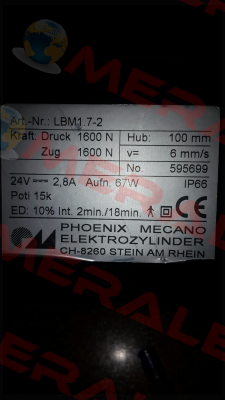 MERALE
Art.-Nr.: LBM1.7-2
Kraft: Druck 1600 N Hub: 100 mm
Zug 1600 N v= 6 mm/s
No. 595699
24V 2,8A Aufn. 67W IP66
Poti 15k
ED: 10% Int. 2min./18min.
PHOENIX MECANO
ELEKTROZYLINDER
CH-8260 STEIN AM RHEIN